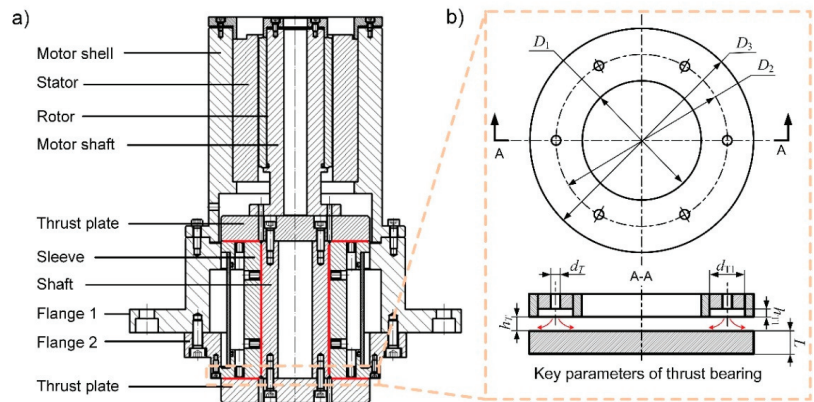 a)
Motor shell
Stator
Rotor
Motor shaft
Thrust plate
Sleeve
Shaft
Flange 1
Flange 2
Thrust plate
b)
D1
D3
D2
A
A
A-A
dT
dT1
hT
hT1
L
Key parameters of thrust bearing